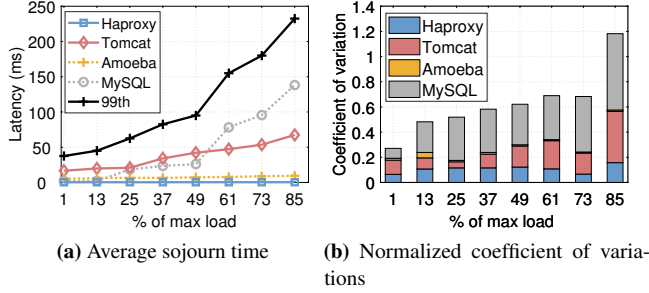 250
200
150
100
50
0
Latency (ms)
Haproxy
Tomcat
Amoeba
MySQL
99th
1 13 25 37 49 61 73 85
% of max load
(a) Average sojourn time
1.4
1.2
1
0.8
0.6
0.4
0.2
0
Coefficient of variation
Haproxy
Tomcat
Amoeba
MySQL
1 13 25 37 49 61 73 85
% of max load
(b) Normalized coefficient of varia-
tions